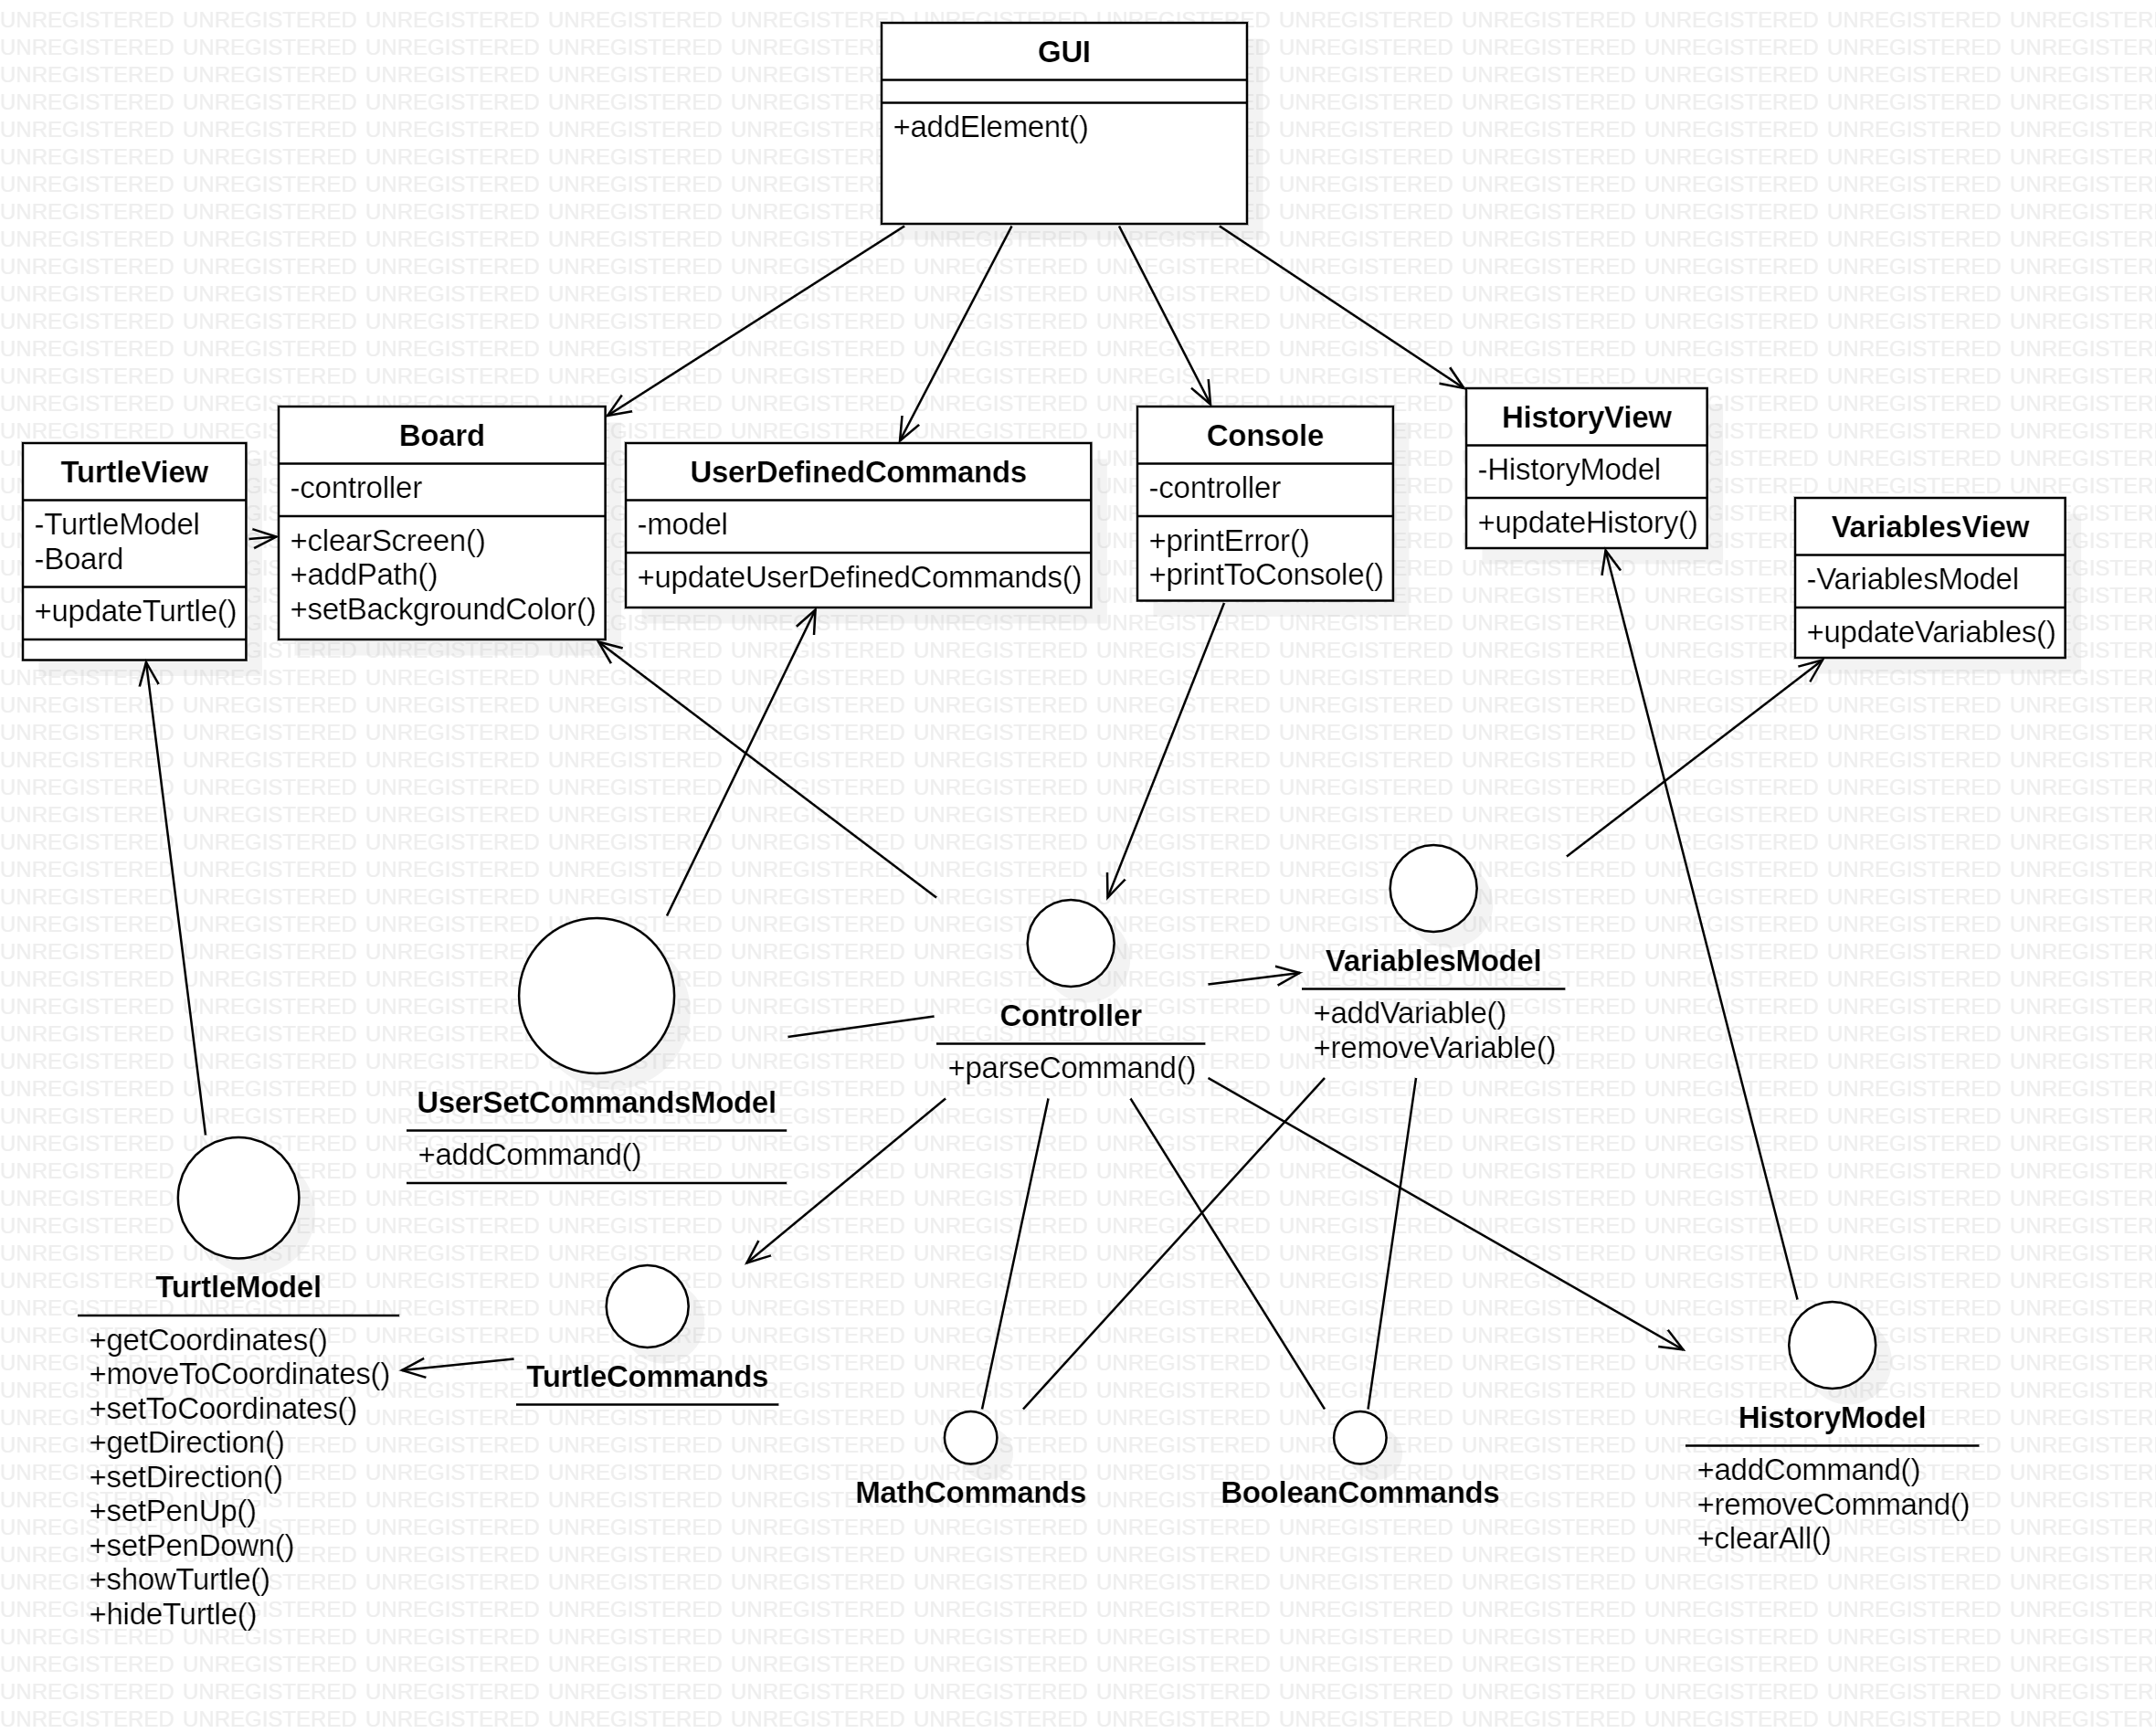 GUI
+addElement()
TurtleView
-TurtleModel
-Board
+updateTurtle()
Board
-controller
+clearScreen()
+addPath()
+setBackgroundColor()
UserDefinedCommands
-model
+updateUserDefinedCommands()
Console
-controller
+printError()
+printToConsole()
HistoryView
-HistoryModel
+updateHistory()
VariablesView
-VariablesModel
+updateVariables()
UserSetCommandsModel
+addCommand()
Controller
+parseCommand()
VariablesModel
+addVariable()
+removeVariable()
TurtleModel
+getCoordinates()
+moveToCoordinates()
+setToCoordinates()
+getDirection()
+setDirection()
+setPenUp()
+setPenDown()
+showTurtle()
+hideTurtle()
TurtleCommands
MathCommands
BooleanCommands
HistoryModel
+addCommand()
+removeCommand()
+clearAll()
UNREGISTERED